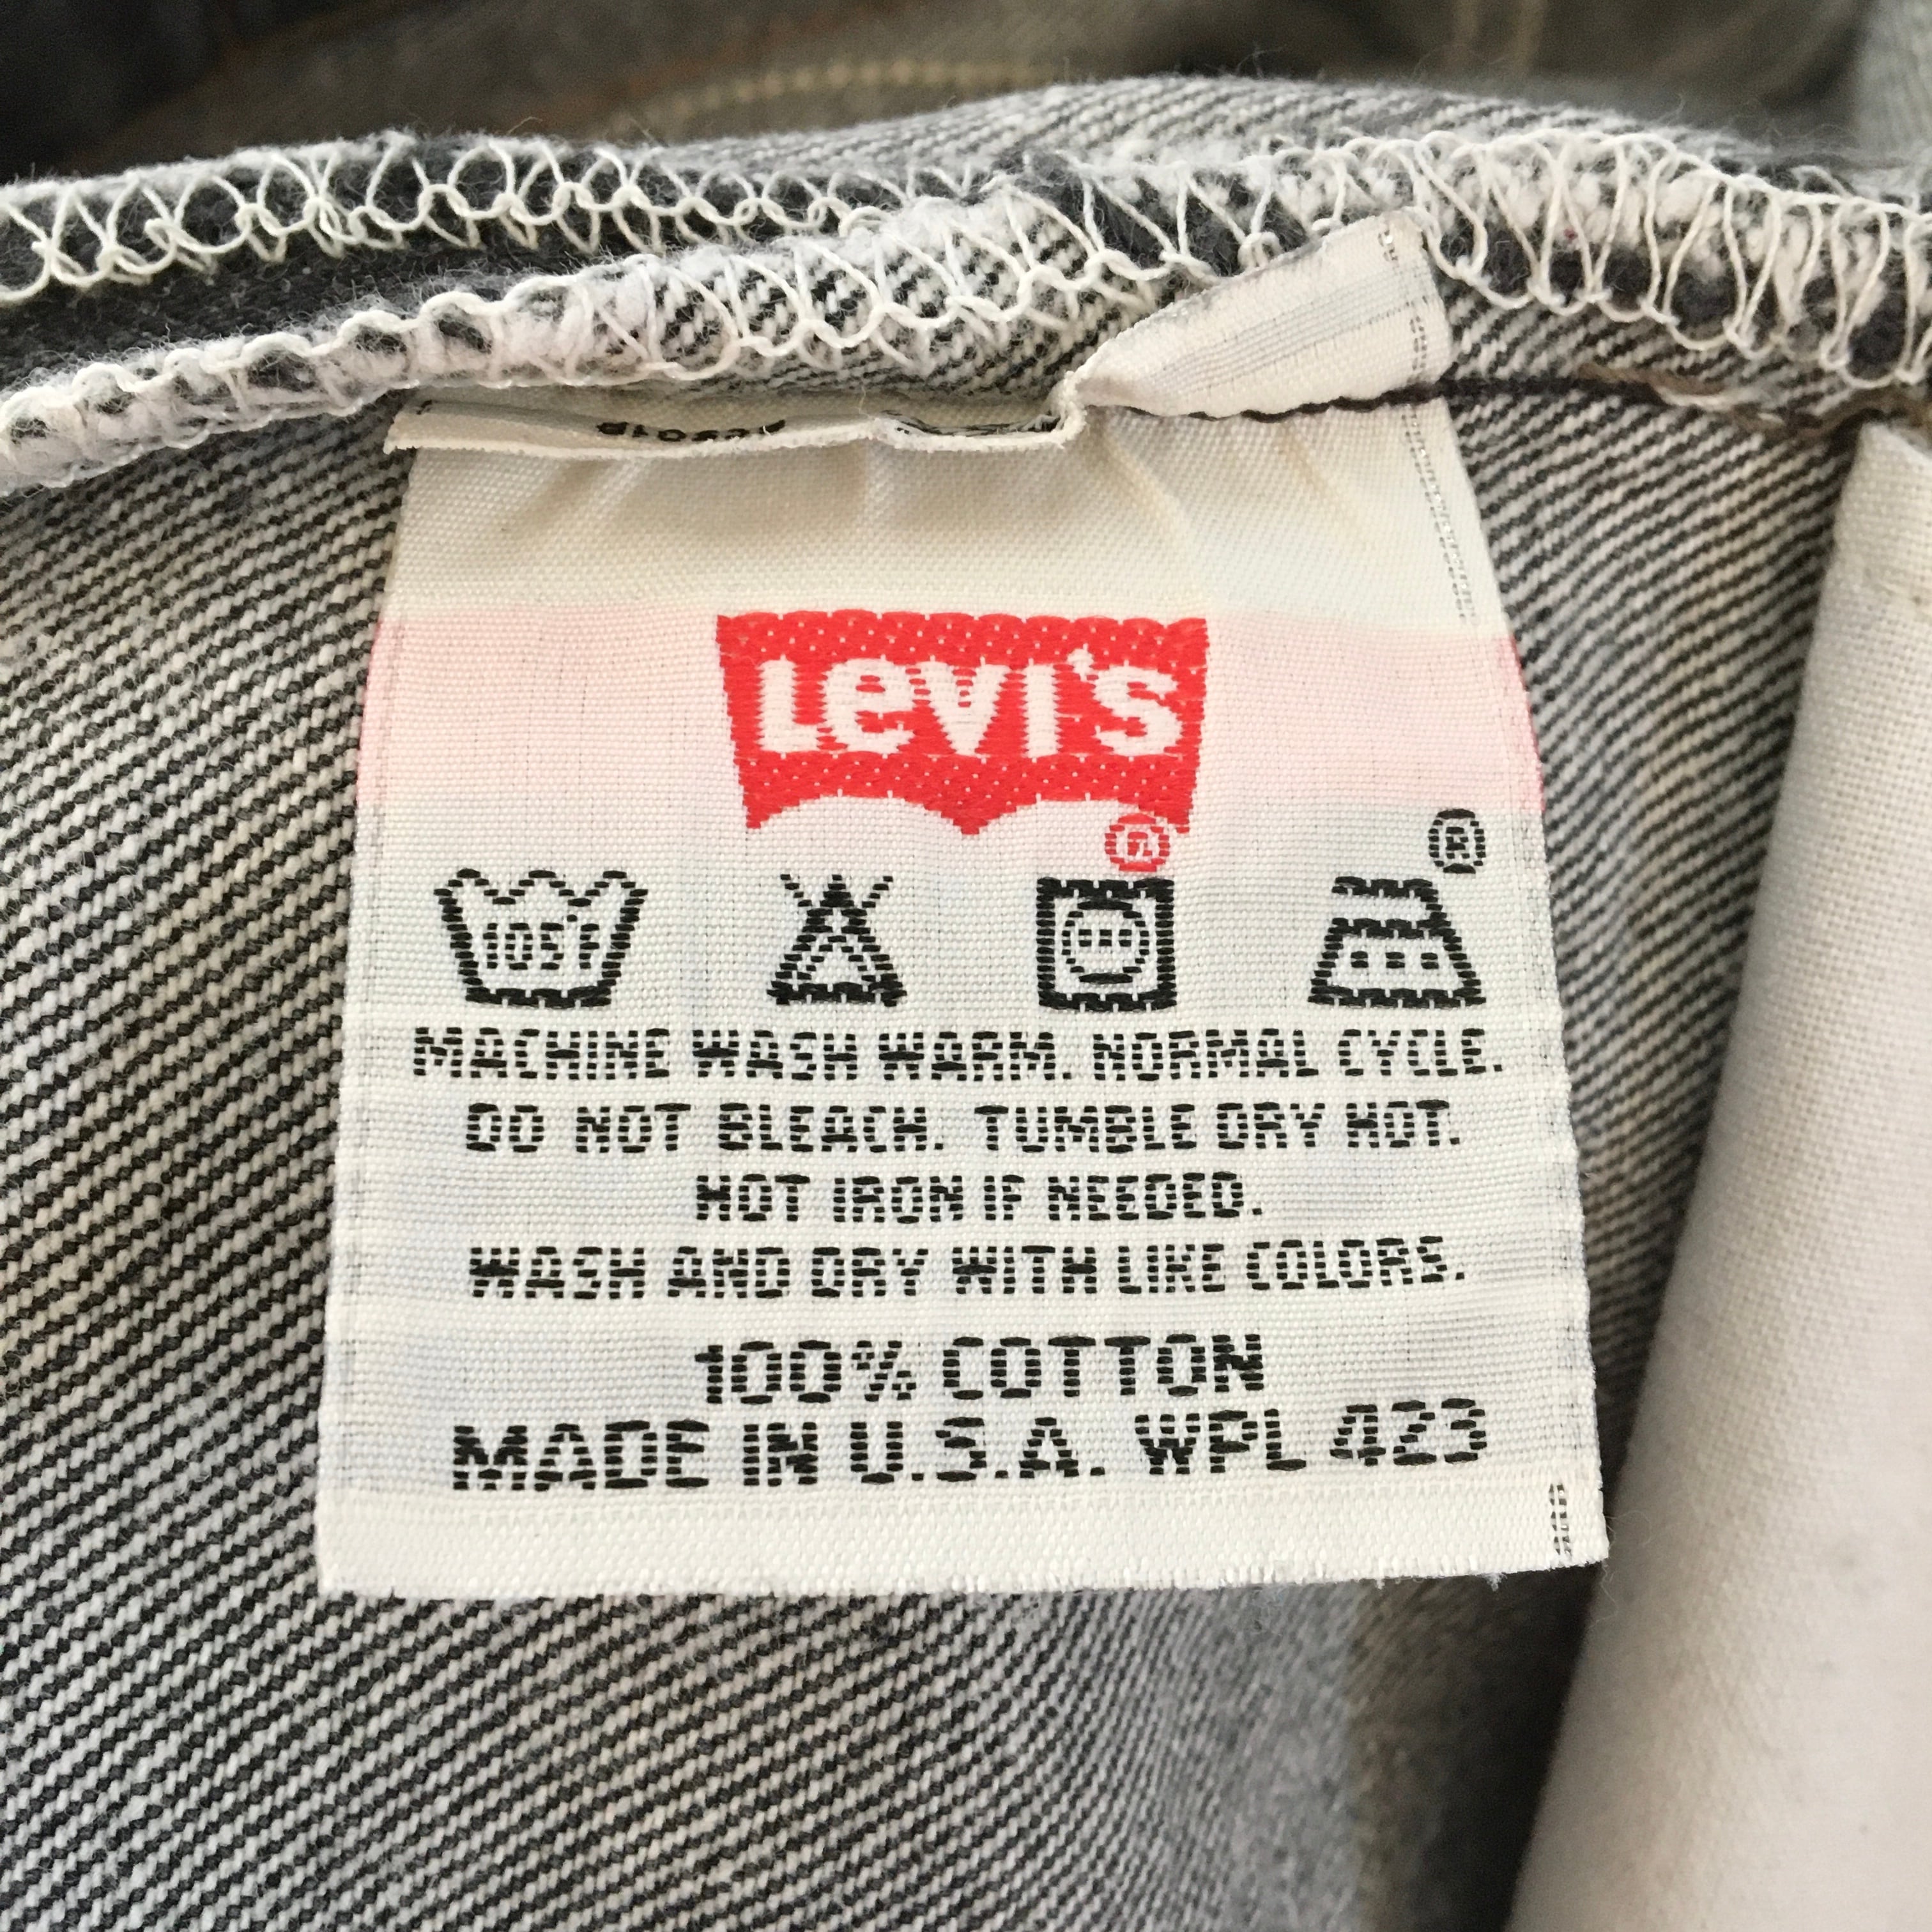 LEVI'S
®
®
105°F
MACHINE WASH WARM. NORMAL CYCLE.
DO NOT BLEACH. TUMBLE DRY HOT.
HOT IRON IF NEEDED.
WASH AND DRY WITH LIKE COLORS.
100% COTTON
MADE IN U.S.A. WPL 423